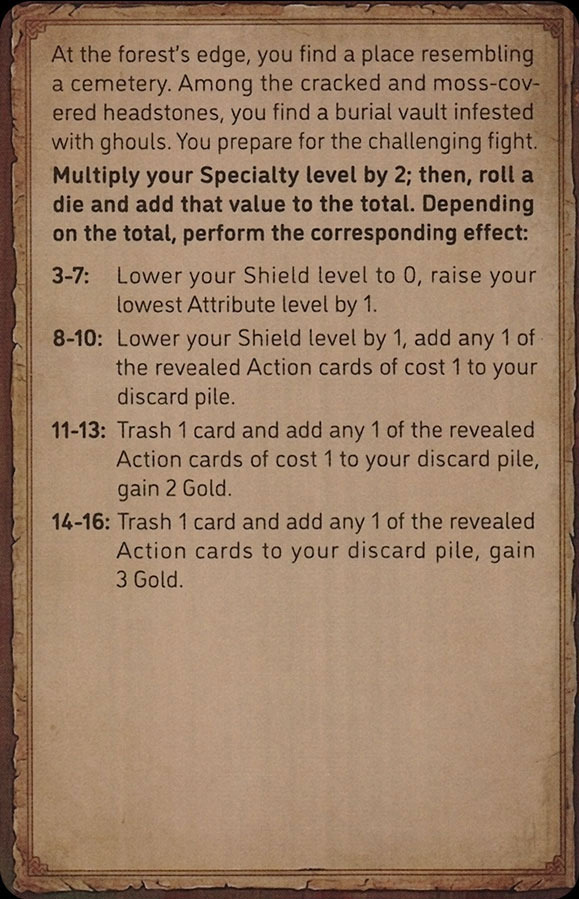 At the forest's edge, you find a place resembling
a cemetery. Among the cracked and moss-cov-
ered headstones, you find a burial vault infested
with ghouls. You prepare for the challenging fight.
Multiply your Specialty level by 2; then, roll a
die and add that value to the total. Depending
on the total, perform the corresponding effect:
3-7: Lower your Shield level to 0, raise your
lowest Attribute level by 1.
8-10: Lower your Shield level by 1, add any 1 of
the revealed Action cards of cost 1 to your
discard pile.
11-13: Trash 1 card and add any 1 of the revealed
Action cards of cost 1 to your discard pile,
gain 2 Gold.
14-16: Trash 1 card and add any 1 of the revealed
Action cards to your discard pile, gain
3 Gold.